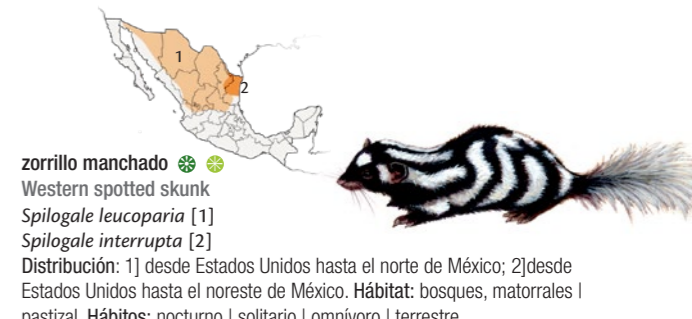 1
2
zorrillo manchado
Western spotted skunk
Spilogale leucoparia [1]
Spilogale interrupta [2]
Distribución: 1] desde Estados Unidos hasta el norte de México; 2]desde
Estados Unidos hasta el noreste de México. Hábitat: bosques, matorrales |
pastizal. Hábitos: nocturno | solitario | omnívoro | terrestre